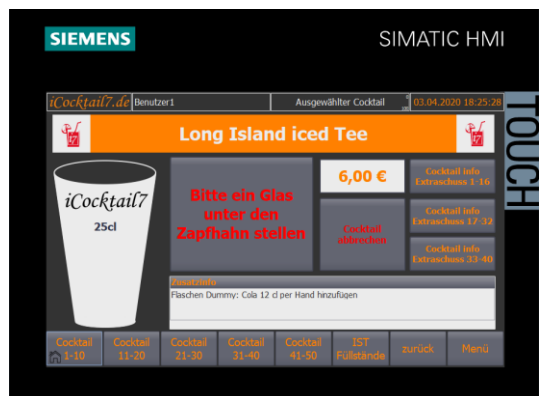 SIEMENS
SIMATIC HMI
TOUCH
iCocktail7.de Benutzer1 Ausgewählter Cocktail 03.04.2020 18:25:28
Long Island iced Tee
iCocktail7
25cl
Bitte ein Glas
unter den
Zapfhahn stellen
6,00 €
Cocktail
abbrechen
Cocktail info
Extraschuss 1-16
Cocktail info
Extraschuss 17-32
Cocktail info
Extraschuss 33-40
Zusatzinfo
Flaschen Dummy: Cola 12 cl per Hand hinzufügen
Cocktail
1-10
Cocktail
11-20
Cocktail
21-30
Cocktail
31-40
Cocktail
41-50
IST
Füllstände
zurück
Menü